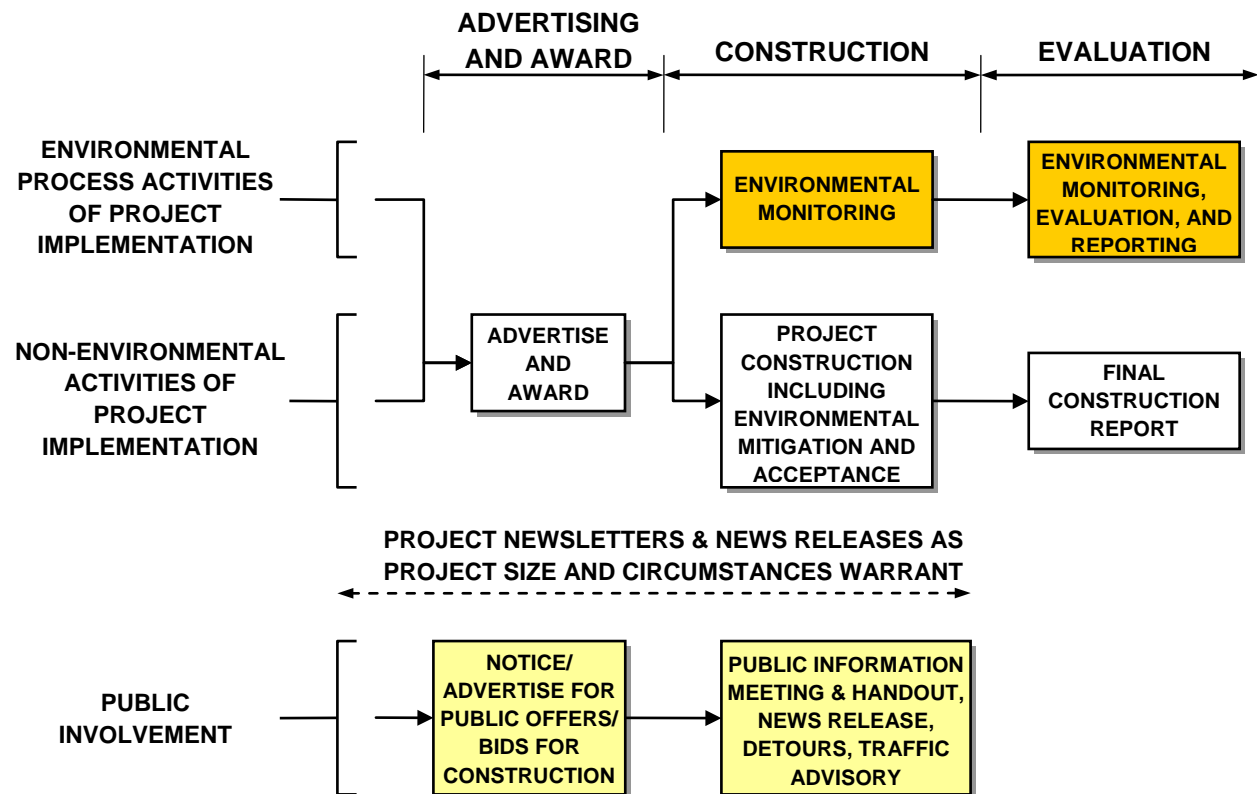 ADVERTISING
AND AWARD
CONSTRUCTION
EVALUATION
ENVIRONMENTAL
PROCESS ACTIVITIES
OF PROJECT
IMPLEMENTATION
ENVIRONMENTAL
MONITORING
ENVIRONMENTAL
MONITORING,
EVALUATION, AND
REPORTING
NON-ENVIRONMENTAL
ACTIVITIES OF
PROJECT
IMPLEMENTATION
ADVERTISE
AND
AWARD
PROJECT
CONSTRUCTION
INCLUDING
ENVIRONMENTAL
MITIGATION AND
ACCEPTANCE
FINAL
CONSTRUCTION
REPORT
PROJECT NEWSLETTERS & NEWS RELEASES AS
PROJECT SIZE AND CIRCUMSTANCES WARRANT
PUBLIC
INVOLVEMENT
NOTICE/
ADVERTISE FOR
PUBLIC OFFERS/
BIDS FOR
CONSTRUCTION
PUBLIC INFORMATION
MEETING & HANDOUT,
NEWS RELEASE,
DETOURS, TRAFFIC
ADVISORY